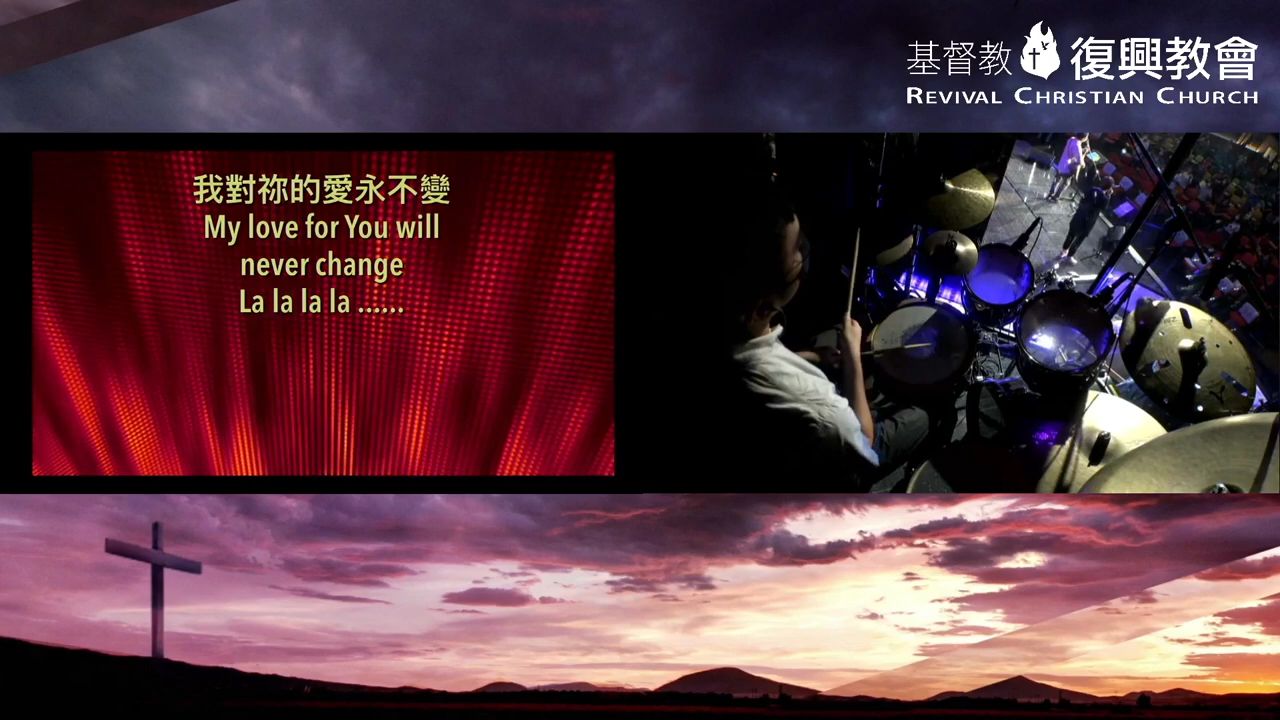 基督教 復興教會
REVIVAL CHRISTIAN CHURCH
我對祢的愛永不變
My love for You will
never change
La la la la ......